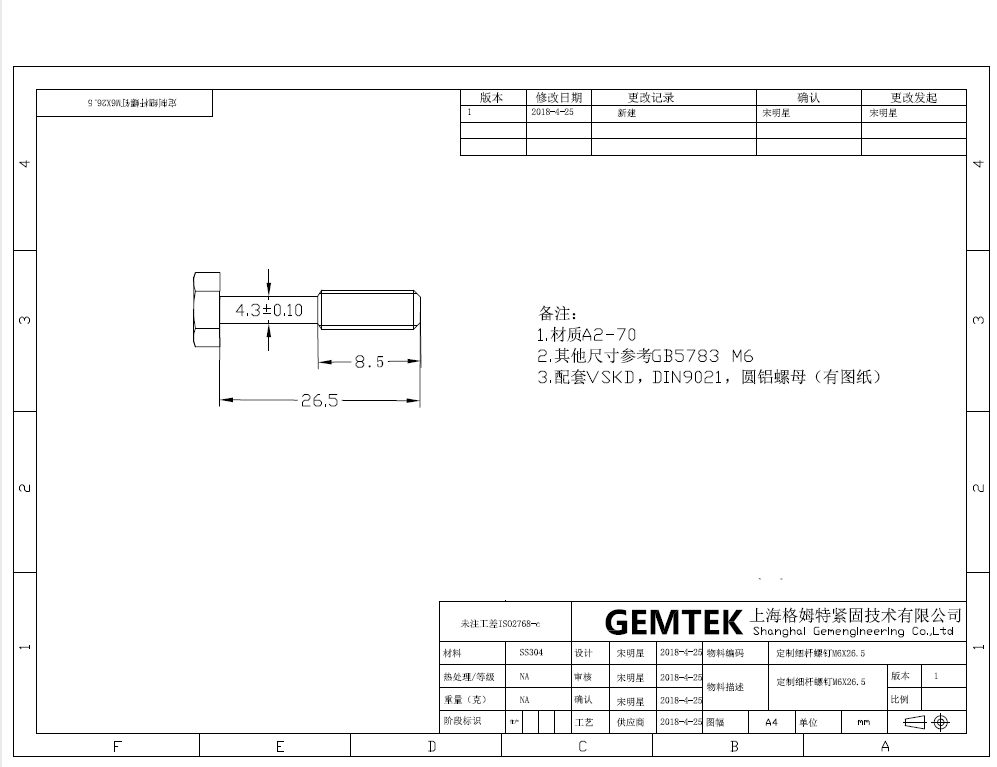 定制细杆螺钉M6X26.5
版本 修改日期 更改记录 确认 更改发起
1 2018-4-25 新建 宋明星 宋明星
4 4
3 3
4.3±0.10
8.5
26.5
备注：
1.材质A2-70
2.其他尺寸参考GB5783 M6
3.配套VSKD，DIN9021，圆铝螺母（有图纸）
2 2
1 1
未注工差ISO2768-c GEMTEK 上海格姆特紧固技术有限公司
Shanghai Gemengineering Co.,Ltd
材料 SS304 设计 宋明星 2018-4-25 物料编码 定制细杆螺钉M6X26.5
热处理/等级 NA 审核 宋明星 2018-4-25 物料描述 定制细杆螺钉M6X26.5 版本 1
重量（克） NA 确认 宋明星 2018-4-25 比例
阶段标识 工艺 供应商 2018-4-25 图幅 A4 单位 mm
F E D C B A